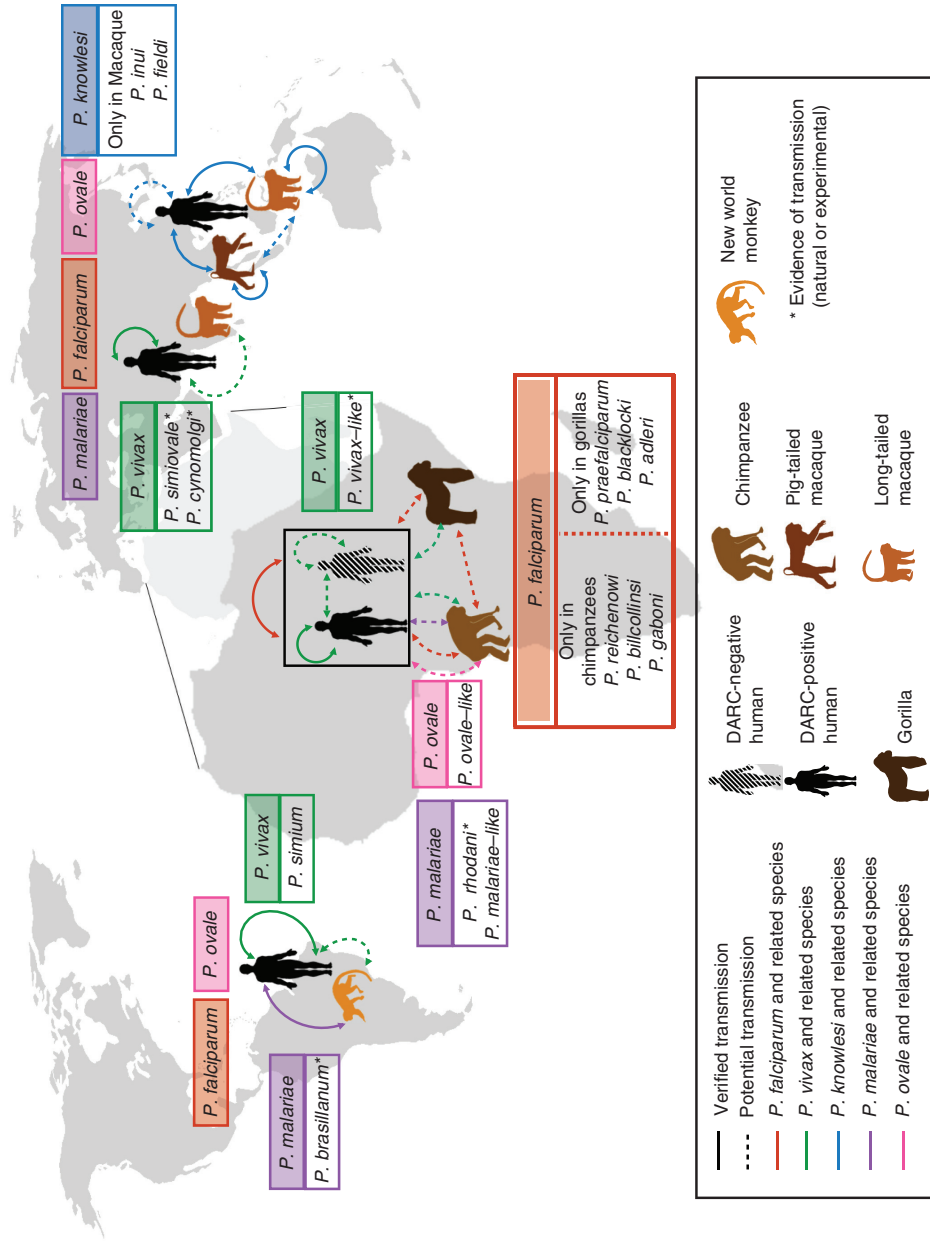 P. falciparum
P. ovale
P. malariae
P. brasillanum*
P. vivax
P. simium
P. malariae
P. falciparum
P. ovale
P. knowlesi
Only in Macaque
P. inui
P. fieldi
P. vivax
P. simiovale*
P. cynomolgi*
P. vivax
P. vivax–like*
P. ovale
P. ovale–like
P. malariae
P. rhodani*
P. malariae–like
P. falciparum
Only in
chimpanzees
P. reichenowi
P. billcollinsi
P. gaboni
Only in gorillas
P. praefalciparum
P. blacklocki
P. aderi
Verified transmission
Potential transmission
P. falciparum and related species
P. vivax and related species
P. knowlesi and related species
P. malariae and related species
P. ovale and related species
DARC-negative
human
DARC-positive
human
Gorilla
Chimpanzee
Pig-tailed
macaque
Long-tailed
macaque
New world
monkey
* Evidence of transmission
(natural or experimental)